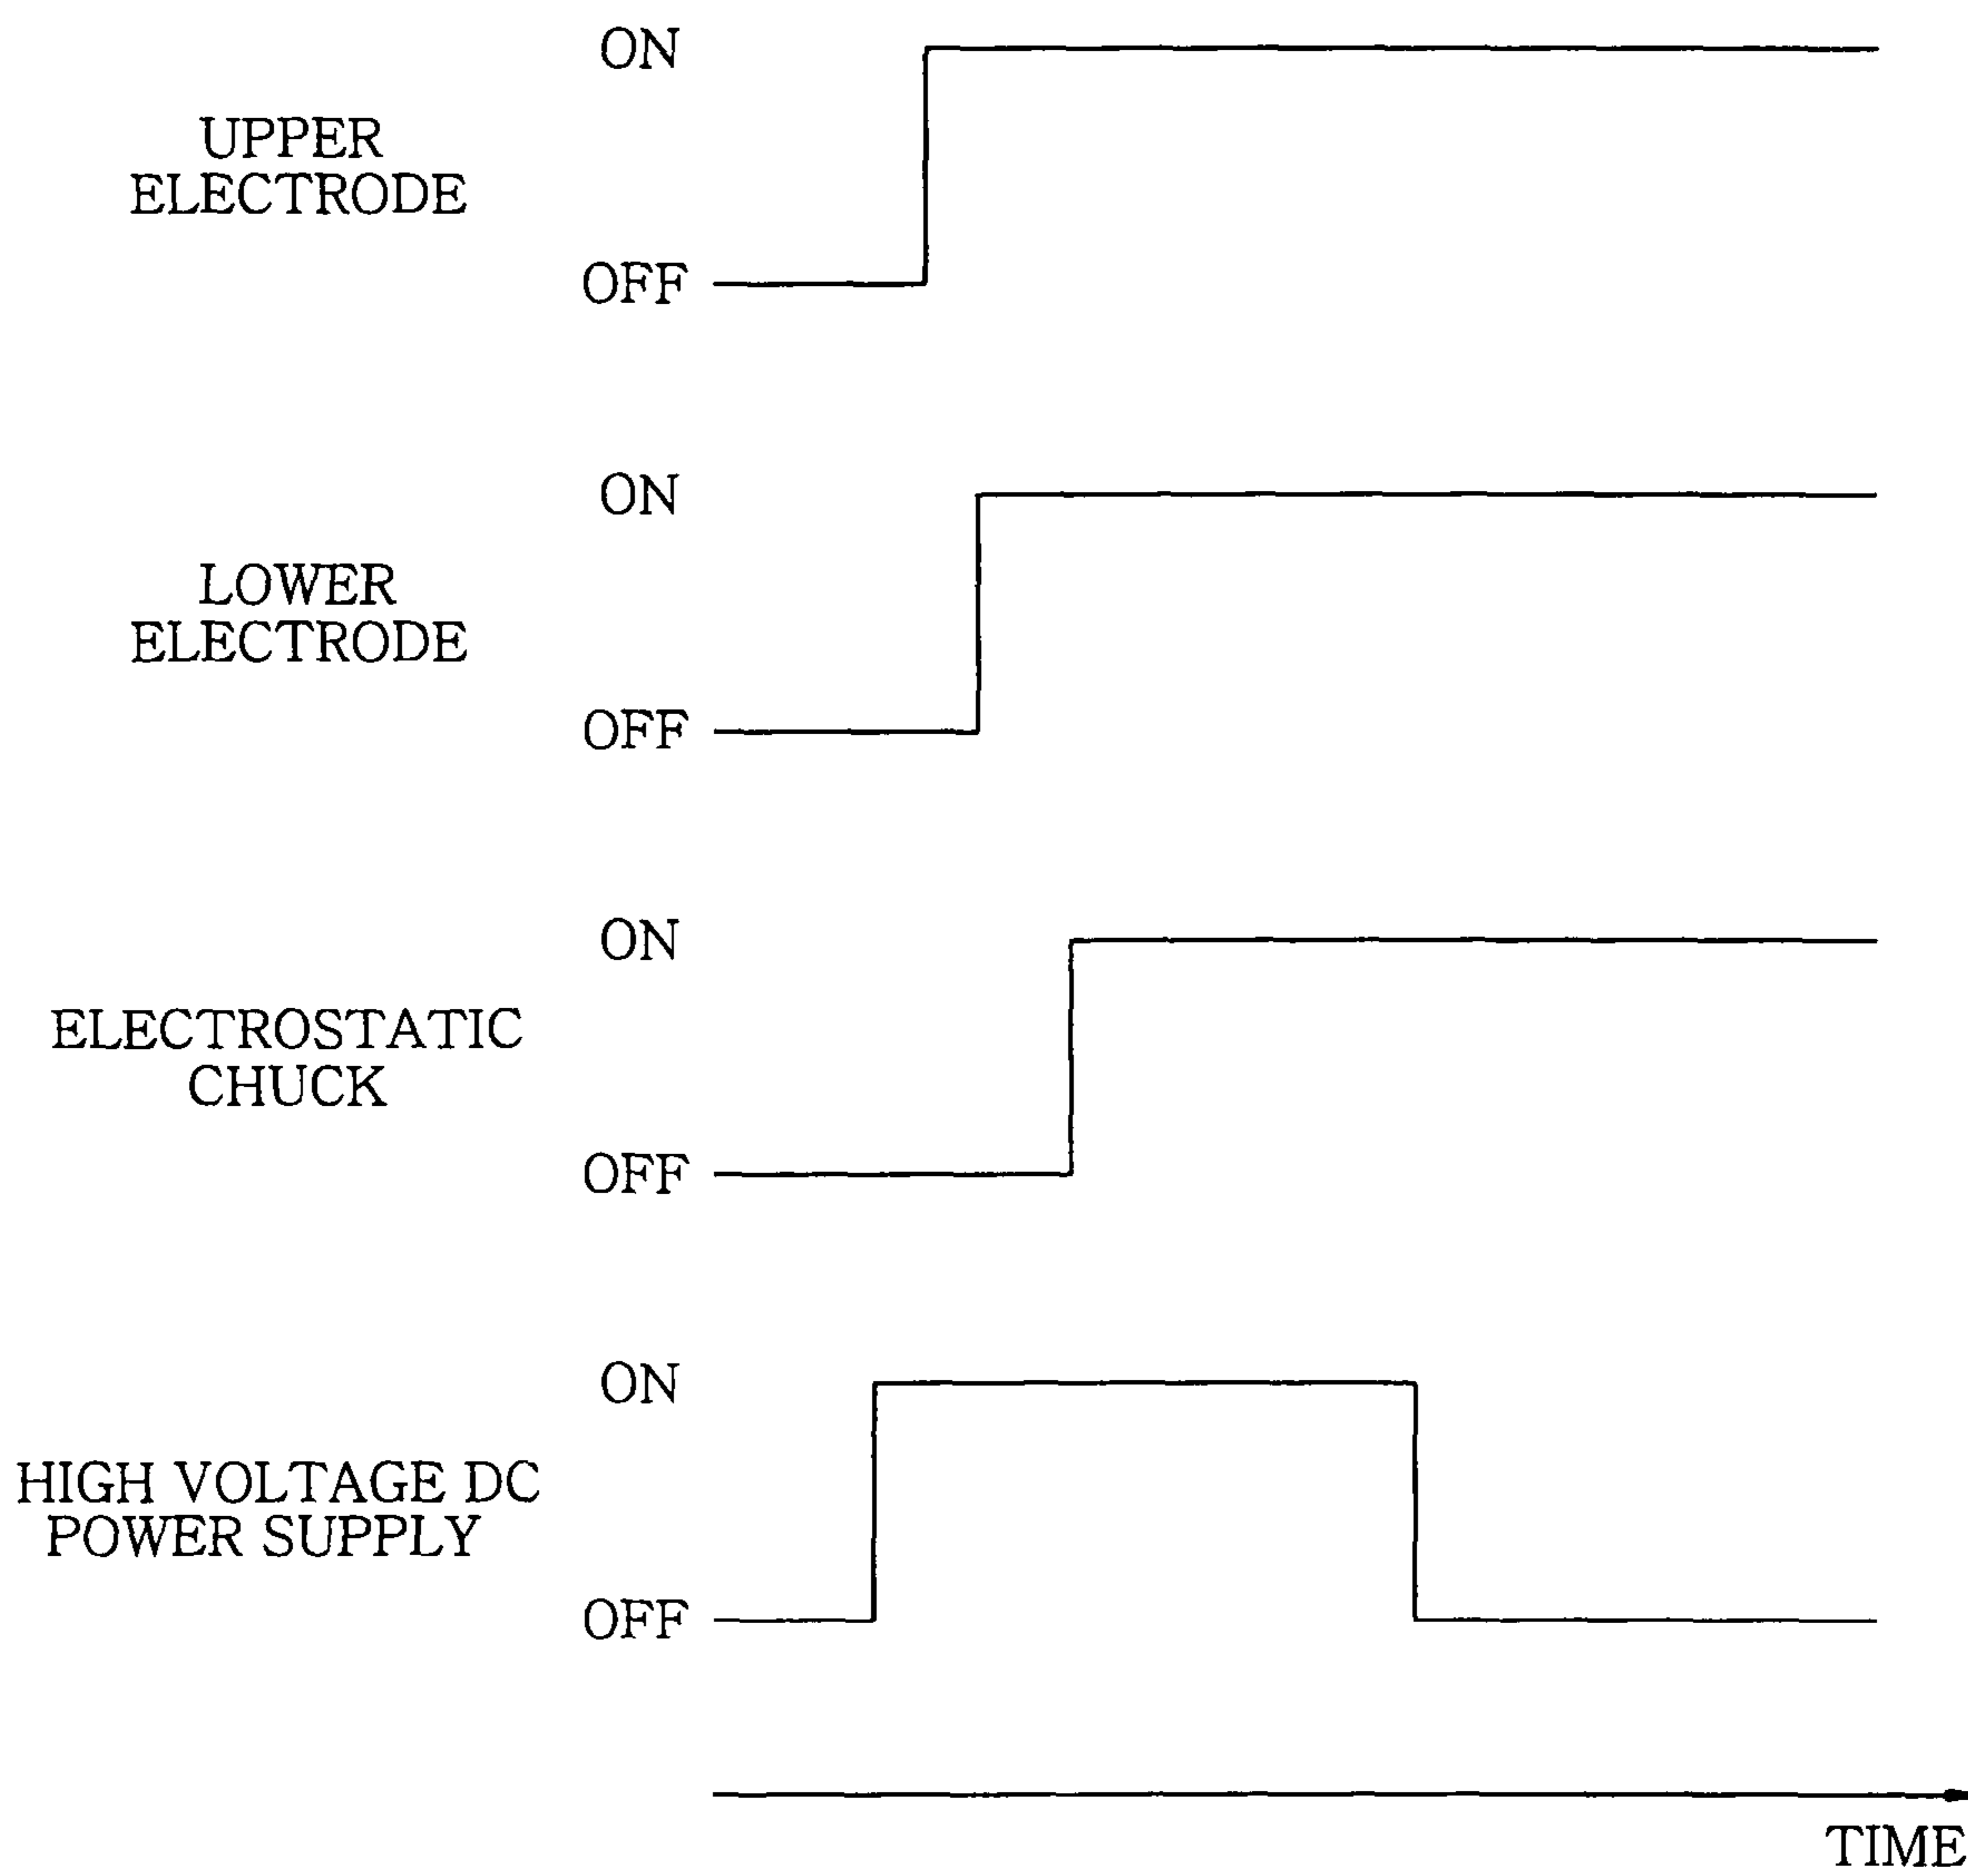 ON
UPPER
ELECTRODE
OFF
ON
LOWER
ELECTRODE
OFF
ON
ELECTROSTATIC
CHUCK
OFF
ON
HIGH VOLTAGE DC
POWER SUPPLY
OFF
TIME